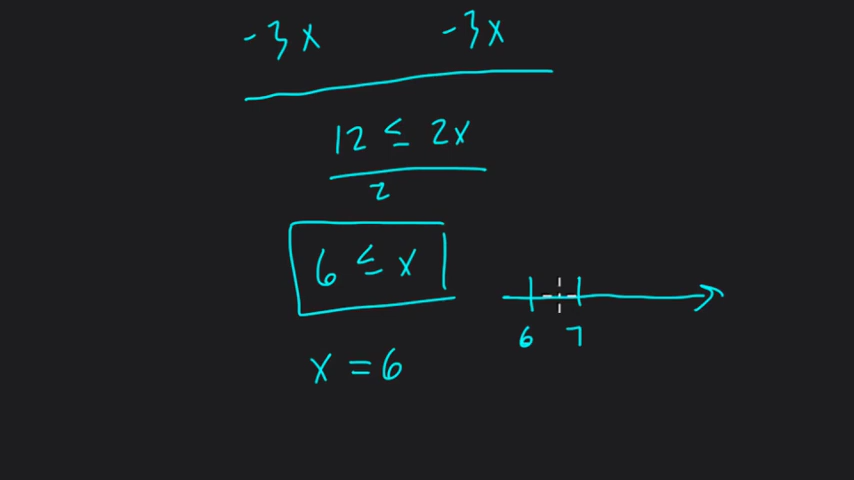 -3x -3x
12 ≤ 2x
2
6 ≤ x
6 7
x = 6